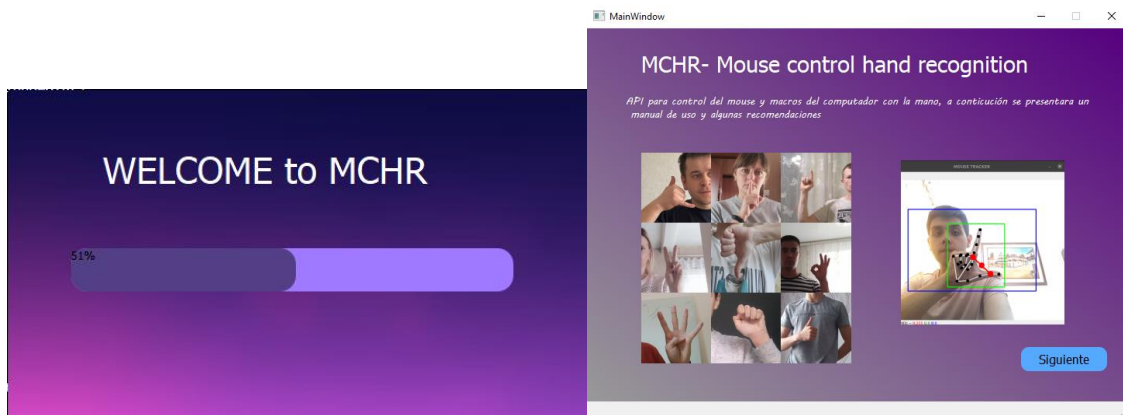 WELCOME to MCHR
51%
MainWindow
MCHR- Mouse control hand recognition
API para control del mouse y macros del computador con la mano, a conticución se presentara un
manual de uso y algunas recomendaciones
MOUSE TRACKER
Siguiente